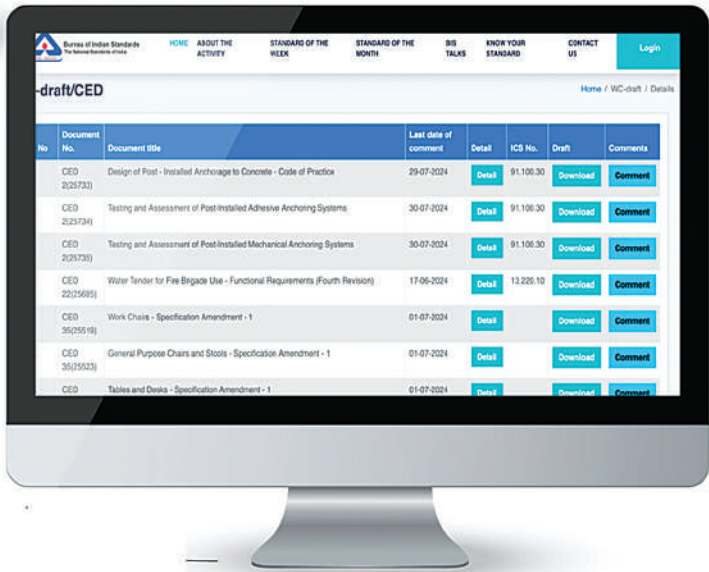 Bureau of Indian Standards
The National Standards of India
HOME ABOUT THE ACTIVITY STANDARD OF THE WEEK STANDARD OF THE MONTH BIS TALKS KNOW YOUR STANDARD CONTACT US Login
-draft/CED
Home / WC-draft / Details
No Document No. Document title Last date of comment Detail ICS No. Draft Comments
CED 2(25733) Design of Post - Installed Anchorage to Concrete - Code of Practice 29-07-2024 Detail 91.100.30 Download Comment
CED 2(25734) Testing and Assessment of Post-Installed Adhesive Anchoring Systems 30-07-2024 Detail 91.100.30 Download Comment
CED 2(25735) Testing and Assessment of Post-Installed Mechanical Anchoring Systems 30-07-2024 Detail 91.100.30 Download Comment
CED 22(25685) Water Tender for Fire Brigade Use - Functional Requirements (Fourth Revision) 17-06-2024 Detail 13.220.10 Download Comment
CED 35(25519) Work Chairs - Specification Amendment - 1 01-07-2024 Detail Download Comment
CED 35(25523) General Purpose Chairs and Stools - Specification Amendment - 1 01-07-2024 Detail Download Comment
CED Tables and Desks - Specification Amendment - 1 01-07-2024 Detail Download Comment